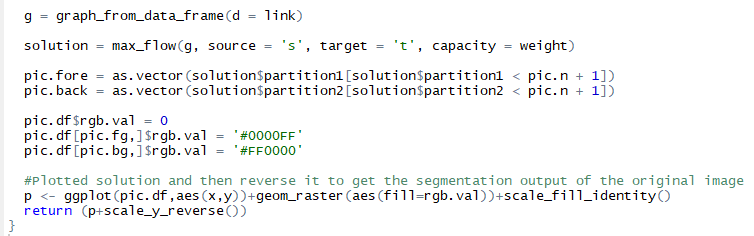 g = graph_from_data_frame(d = link)
solution = max_flow(g, source = 's', target = 't', capacity = weight)
pic.fore = as.vector(solution$partition1[solution$partition1 < pic.n + 1])
pic.back = as.vector(solution$partition2[solution$partition2 < pic.n + 1])
pic.df$rgb.val = 0
pic.df[pic.fg,]$rgb.val = '#0000FF'
pic.df[pic.bg,]$rgb.val = '#FF0000'
#Plotted solution and then reverse it to get the segmentation output of the original image
p <- ggplot(pic.df,aes(x,y))+geom_raster(aes(fill=rgb.val))+scale_fill_identity()
return (p+scale_y_reverse())
}